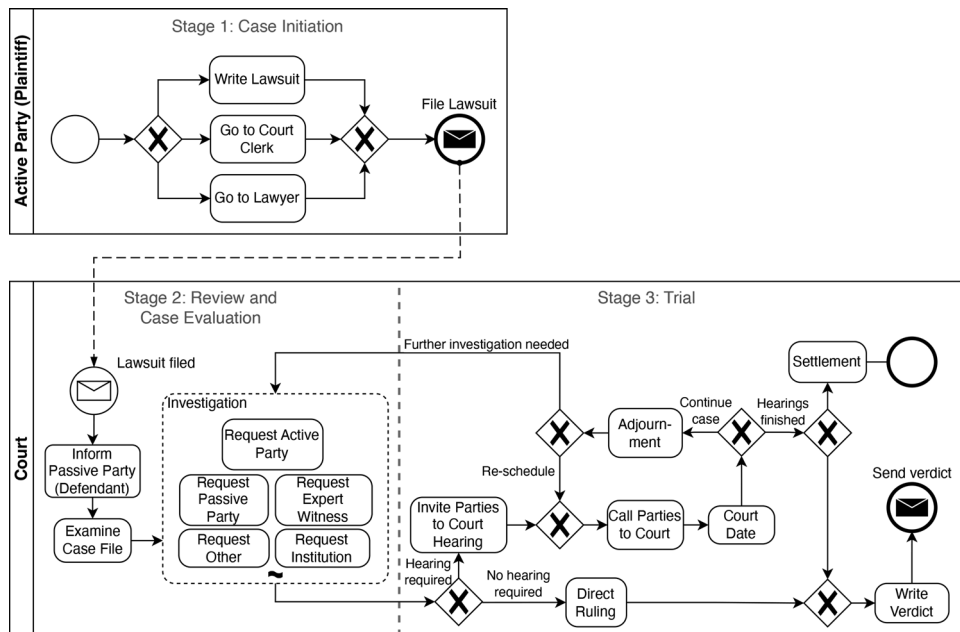 Active Party (Plaintiff)
Stage 1: Case Initiation
Write Lawsuit
Go to Court
Clerk
Go to Lawyer
File Lawsuit
Court
Stage 2: Review and
Case Evaluation
Lawsuit filed
Inform
Passive Party
(Defendant)
Examine
Case File
Investigation
Request Active
Party
Request
Passive
Party
Request
Expert
Witness
Request
Other
Request
Institution
Stage 3: Trial
Further investigation needed
Settlement
Adjourn-
ment
Continue
case
Hearings
finished
Re-schedule
Invite Parties
to Court
Hearing
Call Parties
to Court
Court
Date
Send verdict
Hearing
required
No hearing
required
Direct
Ruling
Write
Verdict